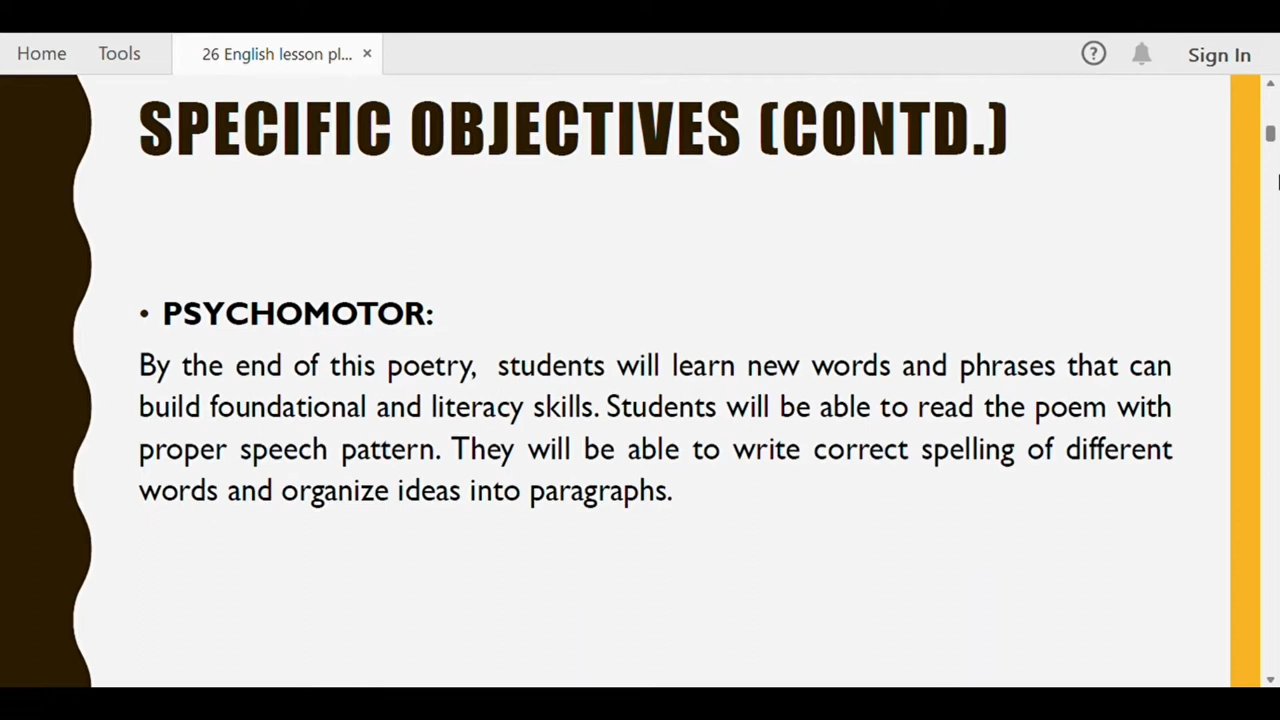 Home Tools 26 English lesson pl... × ? Sign In
SPECIFIC OBJECTIVES (CONTD.)
• PSYCHOMOTOR:
By the end of this poetry, students will learn new words and phrases that can
build foundational and literacy skills. Students will be able to read the poem with
proper speech pattern. They will be able to write correct spelling of different
words and organize ideas into paragraphs.